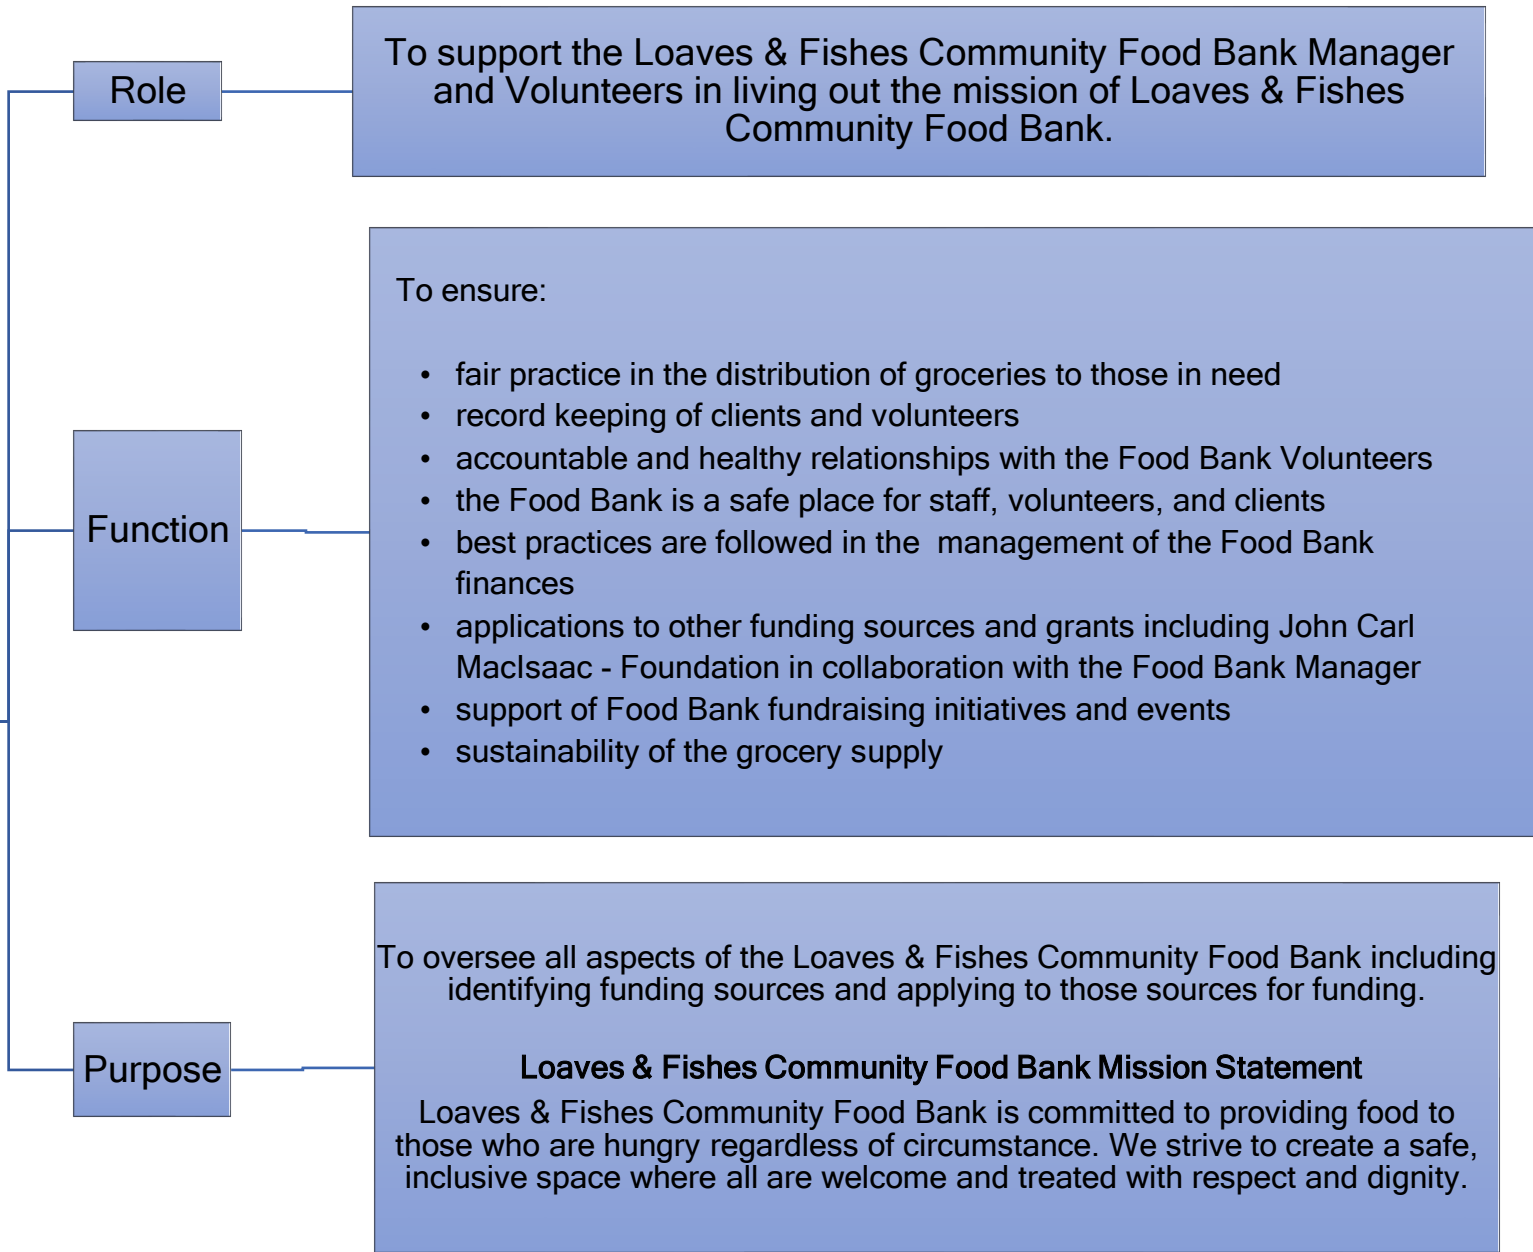 Role
To support the Loaves & Fishes Community Food Bank Manager
and Volunteers in living out the mission of Loaves & Fishes
Community Food Bank.
Function
To ensure:
• fair practice in the distribution of groceries to those in need
• record keeping of clients and volunteers
• accountable and healthy relationships with the Food Bank Volunteers
• the Food Bank is a safe place for staff, volunteers, and clients
• best practices are followed in the  management of the Food Bank
finances
• applications to other funding sources and grants including John Carl
MacIsaac - Foundation in collaboration with the Food Bank Manager
• support of Food Bank fundraising initiatives and events
• sustainability of the grocery supply
Purpose
To oversee all aspects of the Loaves & Fishes Community Food Bank including
identifying funding sources and applying to those sources for funding.
Loaves & Fishes Community Food Bank Mission Statement
Loaves & Fishes Community Food Bank is committed to providing food to
those who are hungry regardless of circumstance. We strive to create a safe,
inclusive space where all are welcome and treated with respect and dignity.